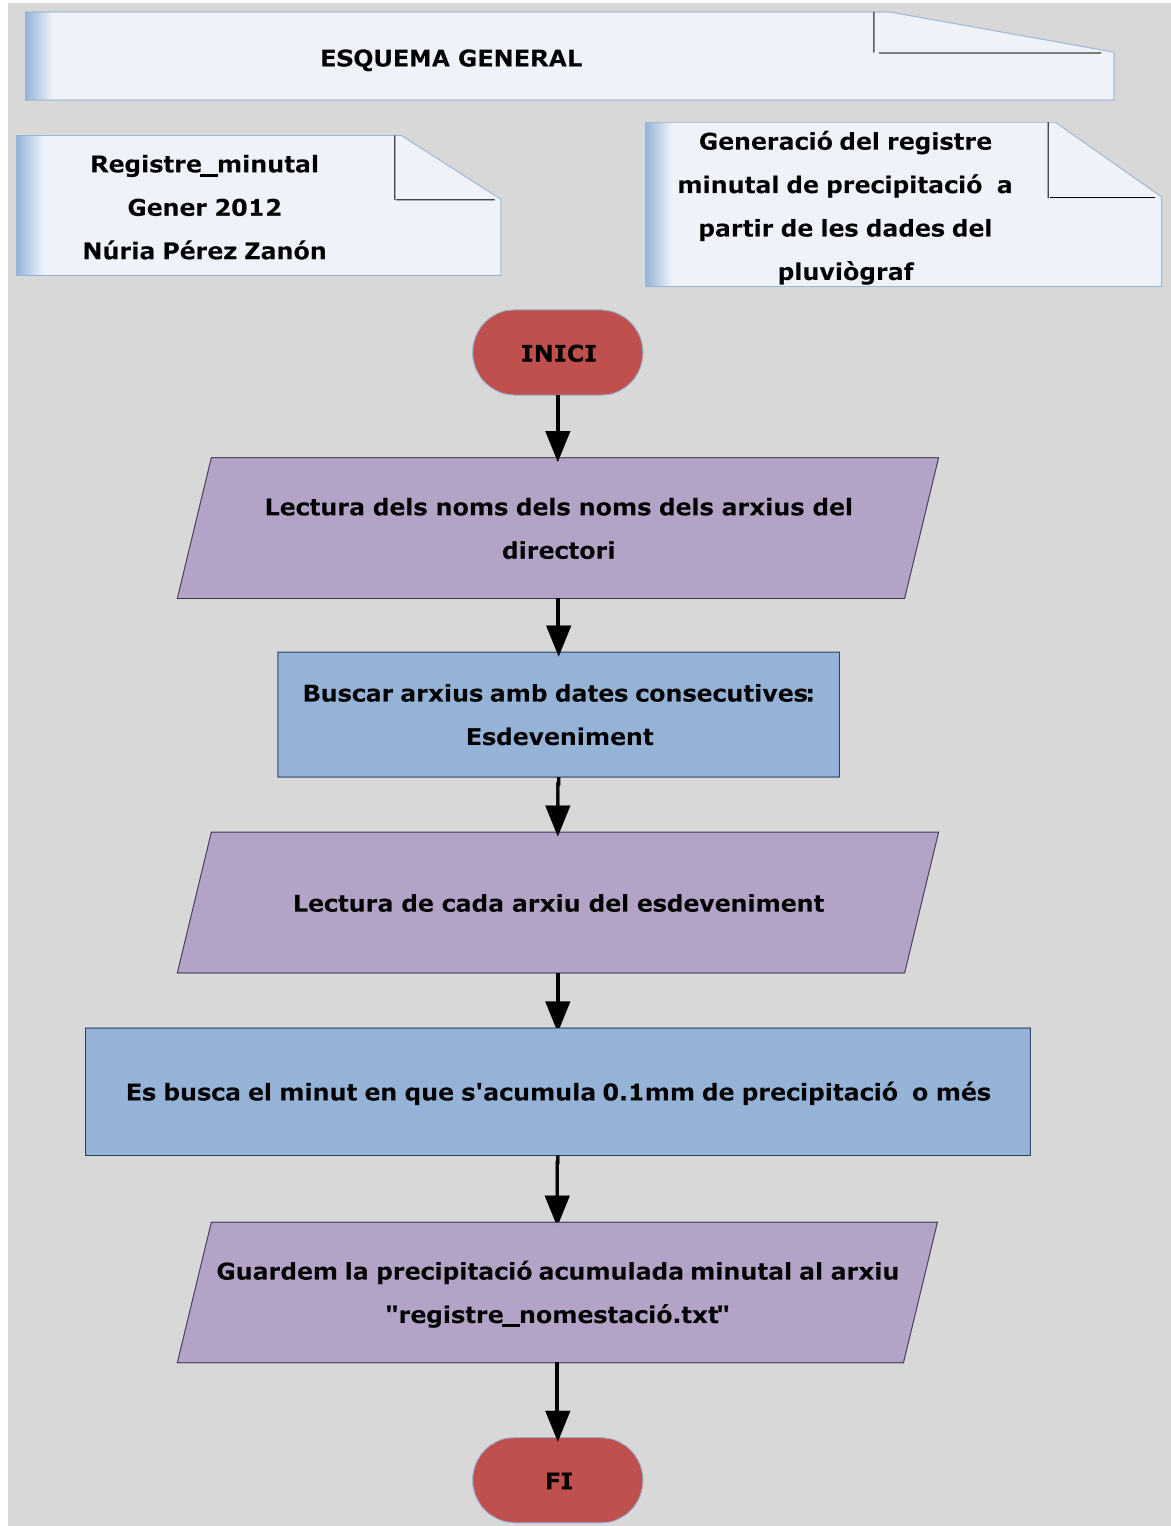 ESQUEMA GENERAL
Registre_minutal
Gener 2012
Núria Pérez Zanón
Generació del registre
minutal de precipitació  a
partir de les dades del
pluviògraf
INICI
Lectura dels noms dels noms dels arxius del
directori
Buscar arxius amb dates consecutives:
Esdeveniment
Lectura de cada arxiu del esdeveniment
Es busca el minut en que s'acumula 0.1mm de precipitació  o més
Guardem la precipitació acumulada minutal al arxiu
"registre_nomestació.txt"
FI